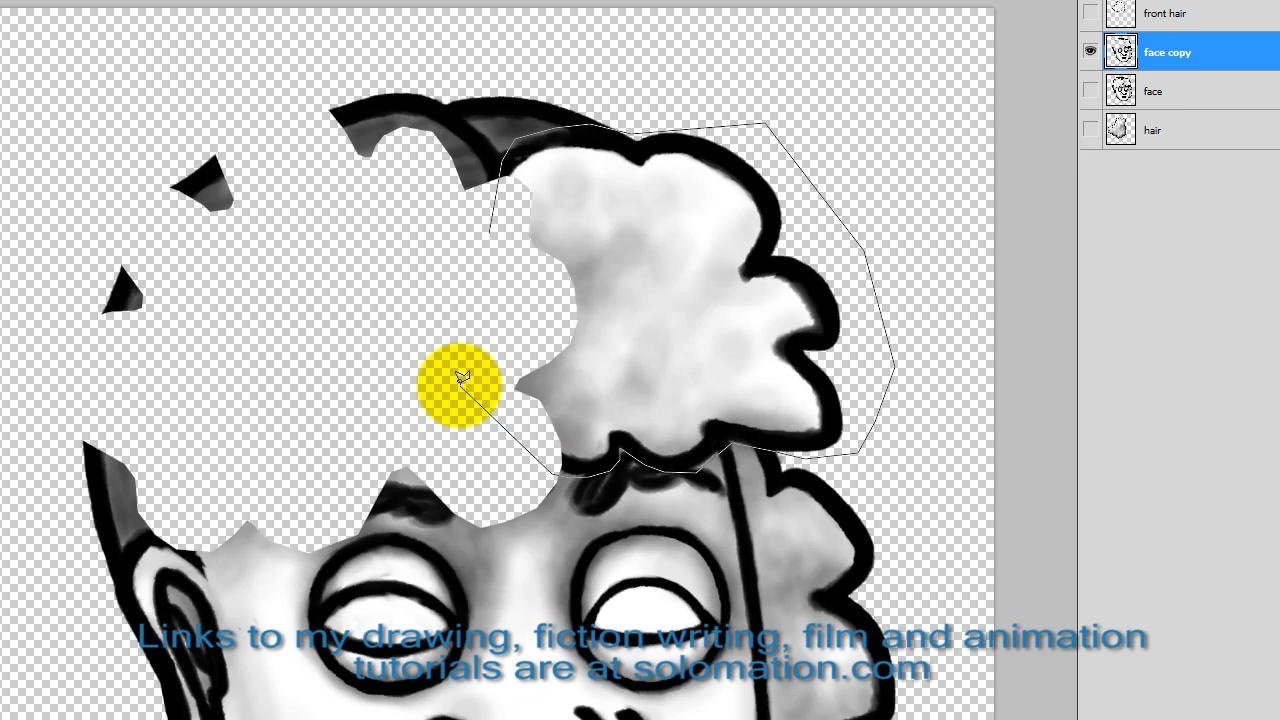 front hair
face copy
face
hair
Links to my drawing, fiction writing, film and animation
tutorials are at solomation.com